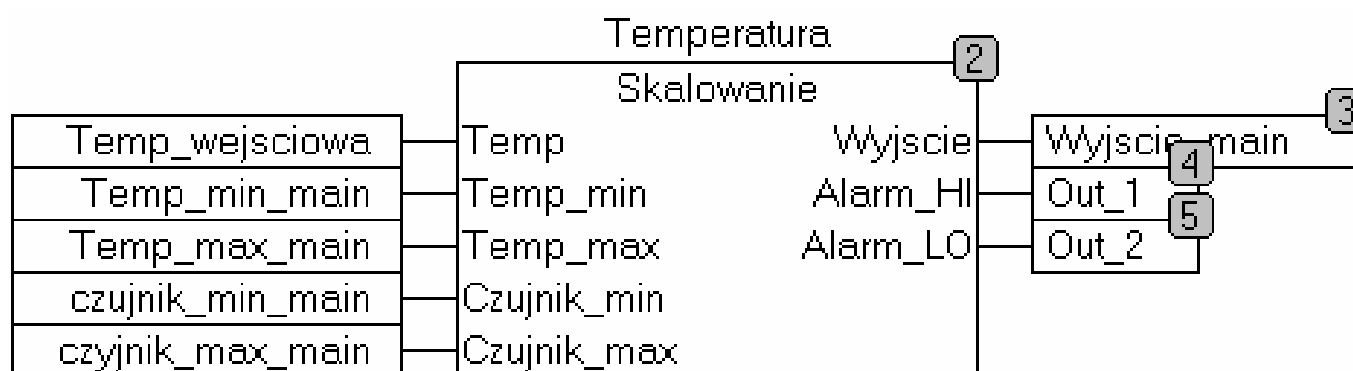 Temperatura
2
Skalowanie
3
Temp_wejsciowa Temp Wyjscie Wyjscie_main
4
Temp_min_main Temp_min Alarm_HI Out_1
5
Temp_max_main Temp_max Alarm_LO Out_2
czujnik_min_main Czujnik_min
czyjnik_max_main Czujnik_max